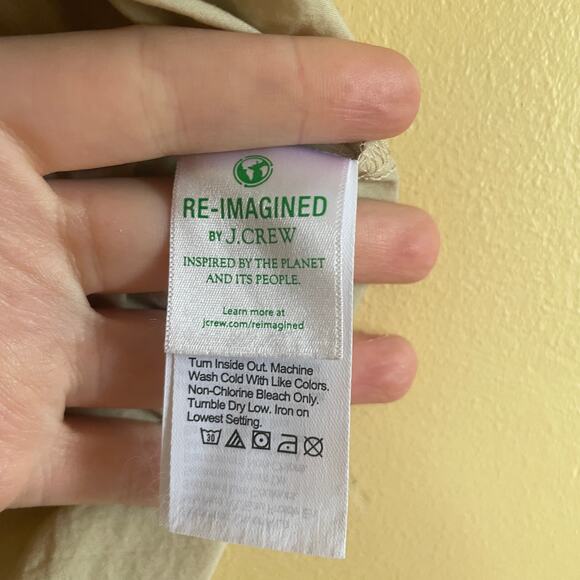 RE-IMAGINED
BY J.CREW
INSPIRED BY THE PLANET
AND ITS PEOPLE.
Learn more at
jcrew.com/reimagined
Turn Inside Out. Machine
Wash Cold With Like Colors.
Non-Chlorine Bleach Only.
Tumble Dry Low. Iron on
Lowest Setting.
30